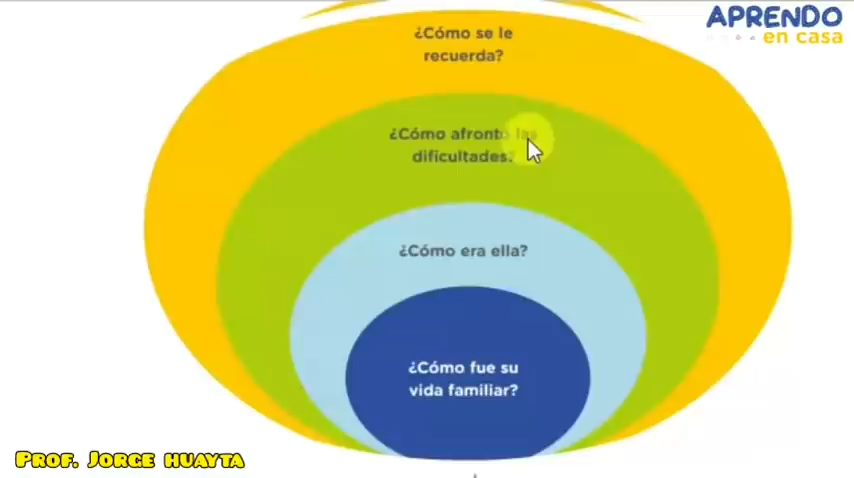 APRENDO
en casa
¿Cómo se le
recuerda?
¿Cómo afrontó las
dificultades?
¿Cómo era ella?
¿Cómo fue su
vida familiar?
PROF. JORGE HUAYTA